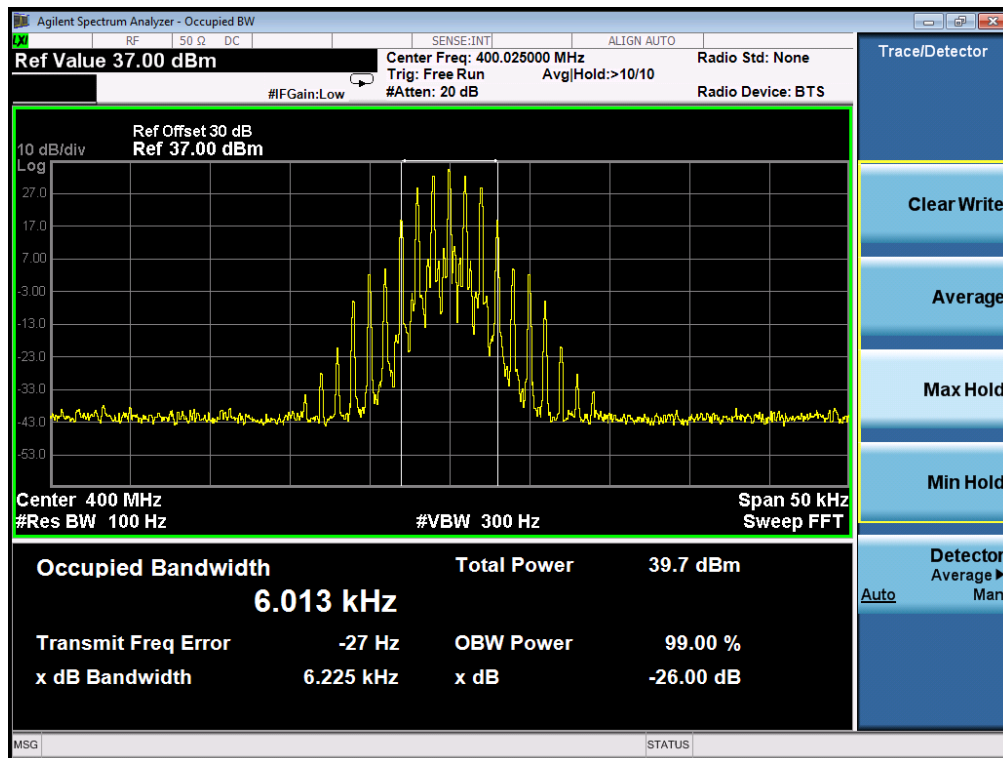 Agilent Spectrum Analyzer - Occupied BW
LXI RF 50 Ω DC SENSE:INT ALIGN AUTO
Ref Value 37.00 dBm
Center Freq: 400.025000 MHz Radio Std: None
Trig: Free Run Avg|Hold:>10/10
#IFGain:Low #Atten: 20 dB Radio Device: BTS
Trace/Detector
Ref Offset 30 dB
10 dB/div Ref 37.00 dBm
Log
27.0
17.0
7.00
-3.00
-13.0
-23.0
-33.0
-43.0
-53.0
Center 400 MHz Span 50 kHz
#Res BW 100 Hz #VBW 300 Hz Sweep FFT
Clear Write
Average
Max Hold
Min Hold
Detector
Average
Auto Man
Occupied Bandwidth Total Power 39.7 dBm
6.013 kHz
Transmit Freq Error -27 Hz OBW Power 99.00 %
x dB Bandwidth 6.225 kHz x dB -26.00 dB
MSG STATUS